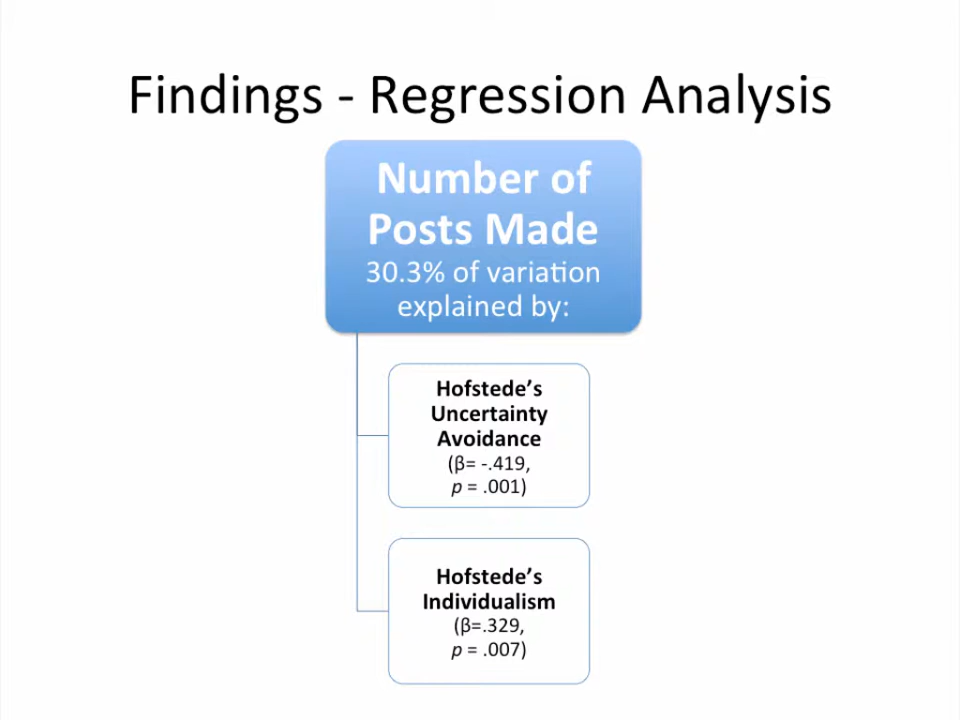 Findings - Regression Analysis
Number of
Posts Made
30.3% of variation
explained by:
Hofstede’s
Uncertainty
Avoidance
(β= -.419,
p = .001)
Hofstede’s
Individualism
(β=.329,
p = .007)